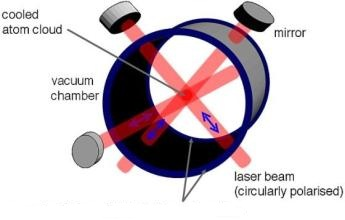 cooled
atom cloud
mirror
vacuum
chamber
laser beam
(circularly polarised)